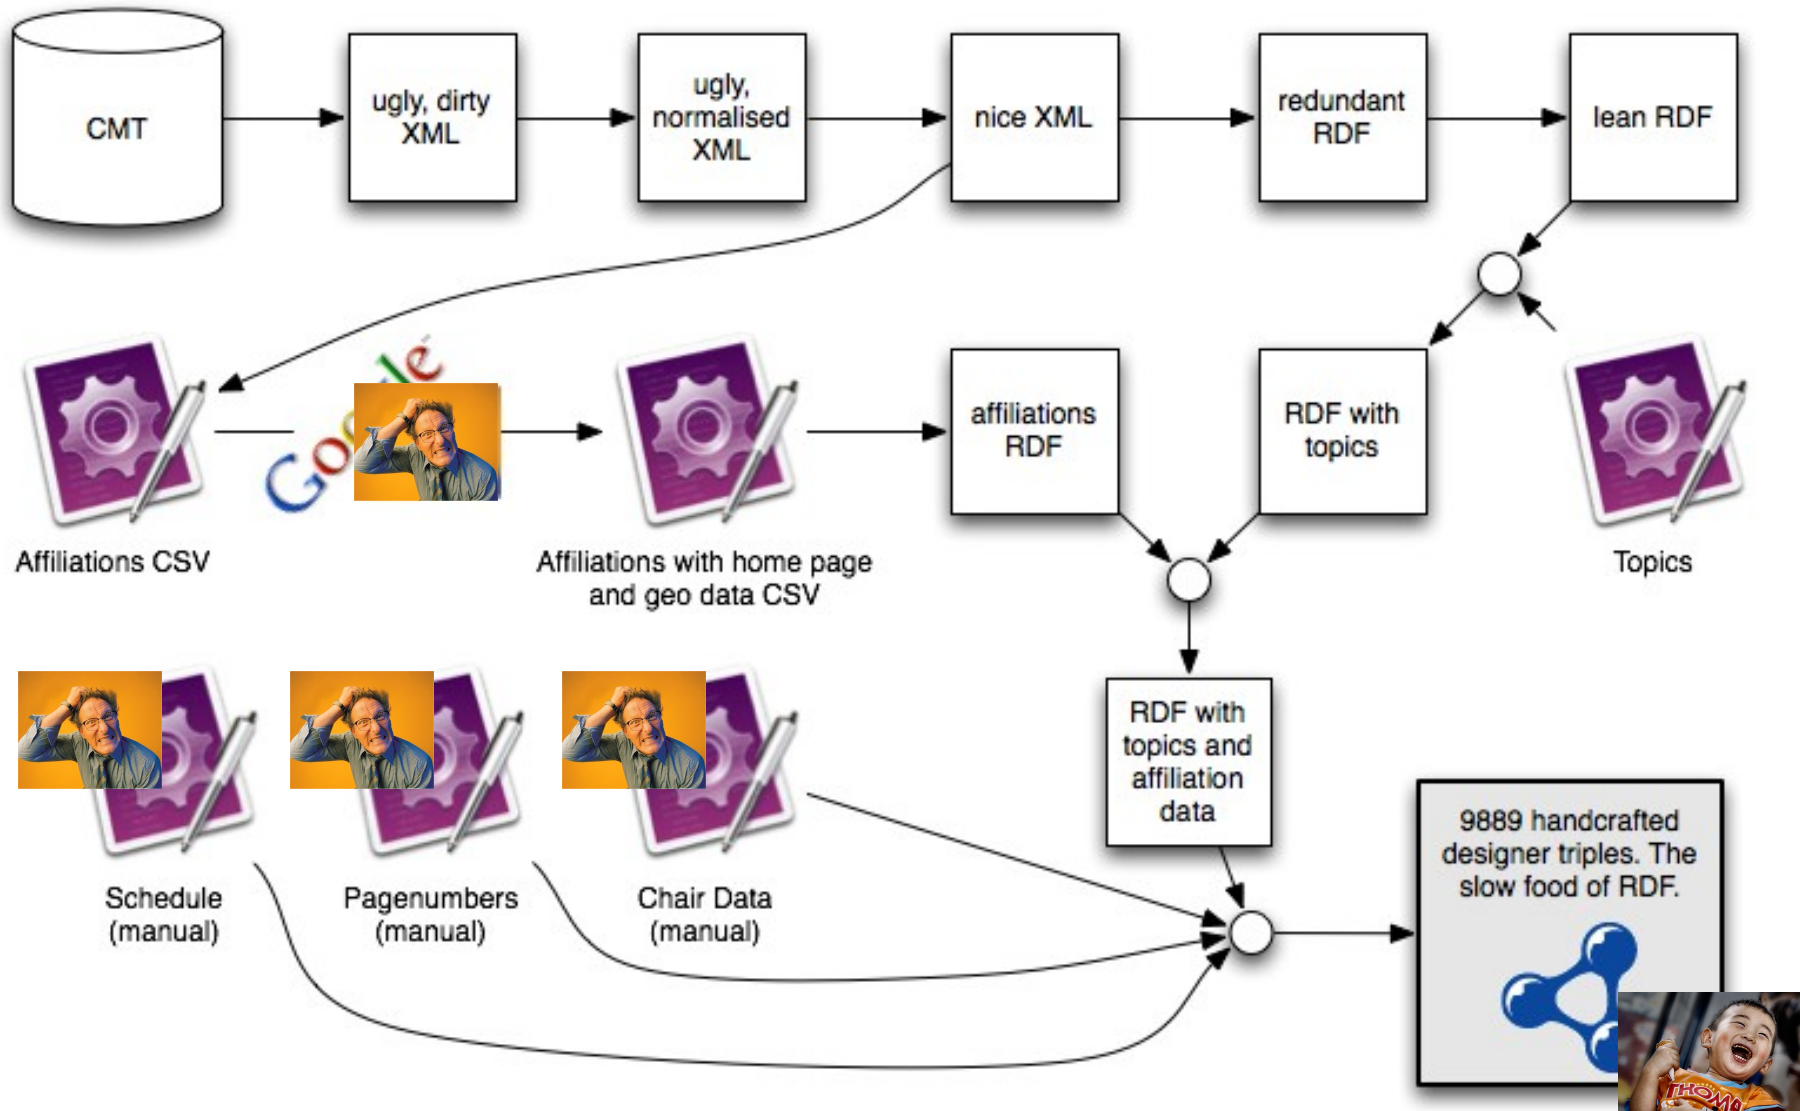 CMT
ugly, dirty
XML
ugly,
normalised
XML
nice XML
redundant
RDF
lean RDF
affiliations
RDF
RDF with
topics
Affiliations CSV
Affiliations with home page
and geo data CSV
Topics
RDF with
topics and
affiliation
data
Schedule
(manual)
Pagenumbers
(manual)
Chair Data
(manual)
9889 handcrafted
designer triples. The
slow food of RDF.
THOMA